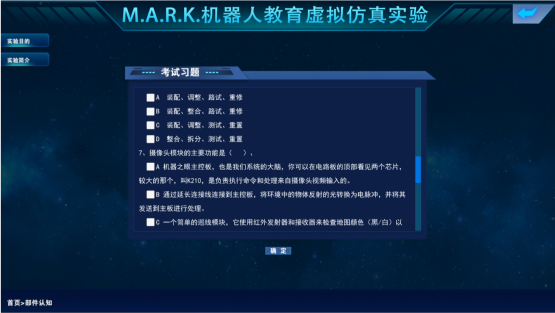 M.A.R.K.机器人教育虚拟仿真实验
实验目的
实验简介
考试习题
A 装配、调整、路试、重修
B 装配、整合、路试、重修
C 装配、调整、测试、重置
D 整合、拆分、测试、重置
7、摄像头模块的主要功能是（ ）。
A 机器之眼主控板，也是我们系统的大脑，你可以在电路板的顶部看见两个芯片，
较大的那个，叫K210，是负责执行命令和处理来自摄像头视频输入的。
B 通过延长连接线连接到主控板，将环境中的物体反射的光转换为电脉冲，并将其
发送到主板进行处理。
C 一个简单的巡线模块，它使用红外发射器和接收器来检查地图颜色（黑/白）以
确 定
首页>部件认知